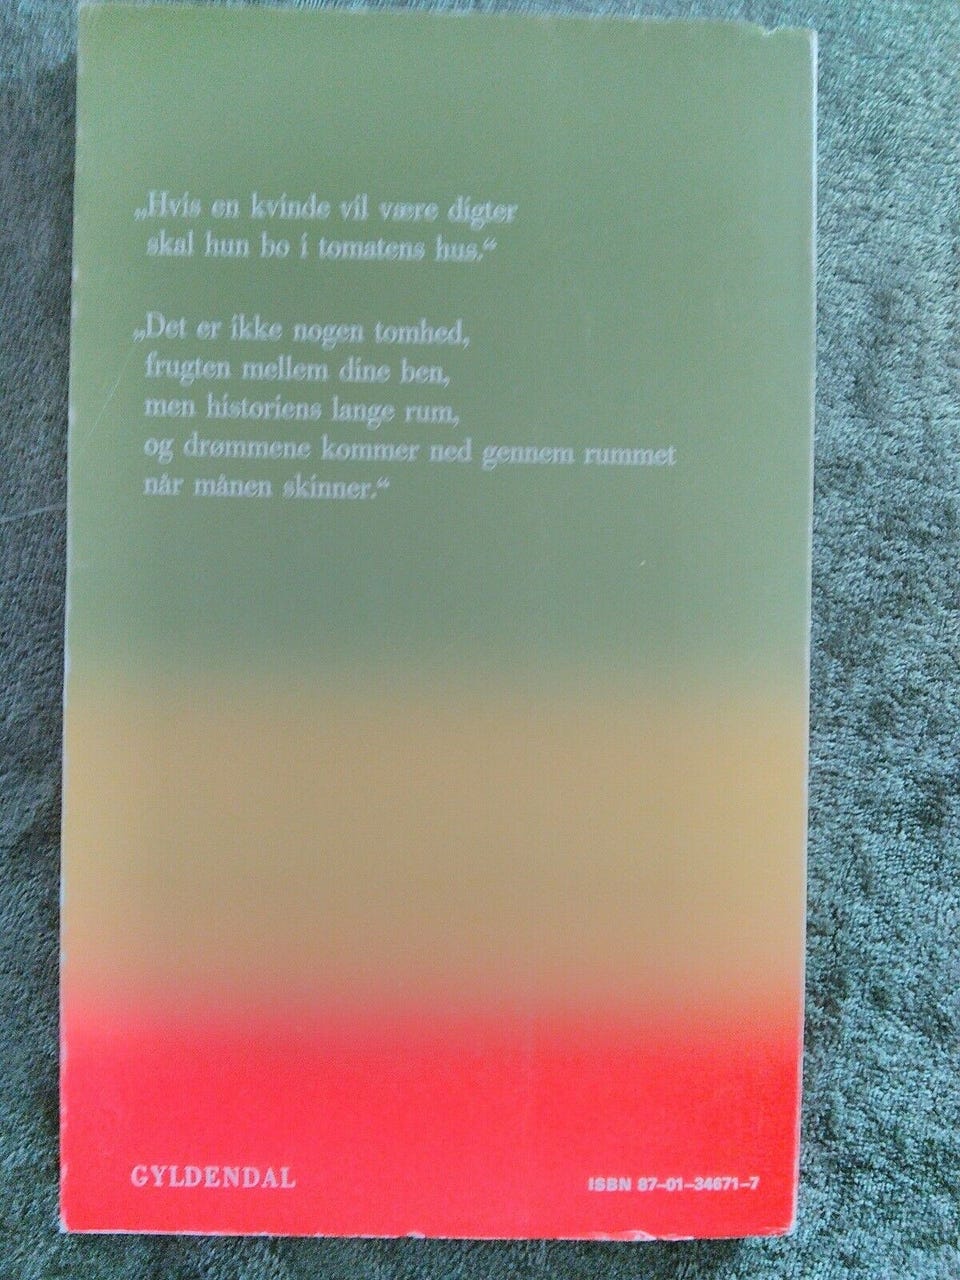 „Hvis en kvinde vil være digter
skal hun bo i tomatens hus.“
„Det er ikke nogen tomhed,
frugten mellem dine ben,
men historiens lange rum,
og drømmene kommer ned gennem rummet
når månen skinner.“
GYLDENDAL
ISBN 87–01–34671–7